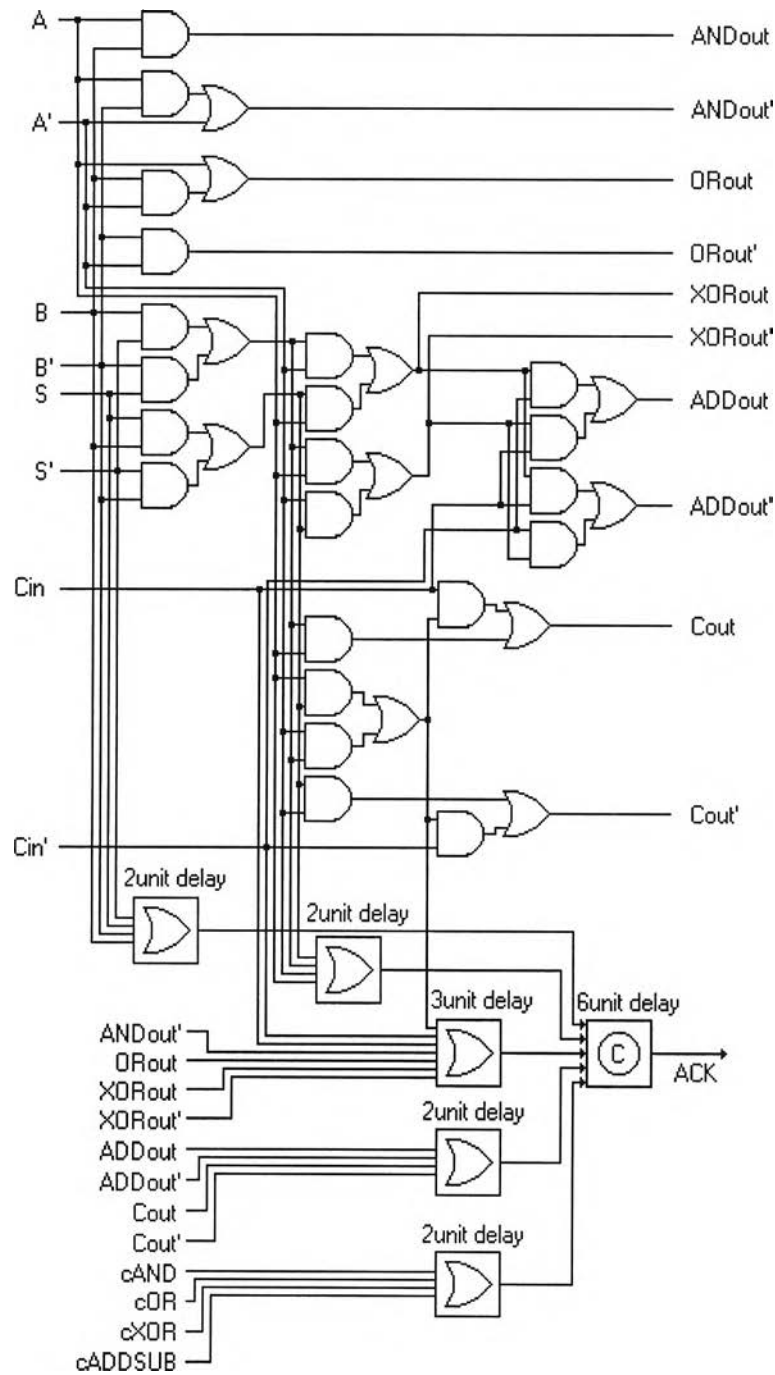 A
ANDout
A'
ANDout'
ORout
ORout'
B
XORout
XORout'
B'
S
ADDout
S'
ADDout'
Cin
Cout
Cout'
Cin'
2unit delay
2unit delay
3unit delay
6unit delay
ANDout'
ORout
XORout
XORout'
C
ACK
2unit delay
ADDout
ADDout'
Cout
Cout'
2unit delay
cAND
cOR
cXOR
cADDSUB